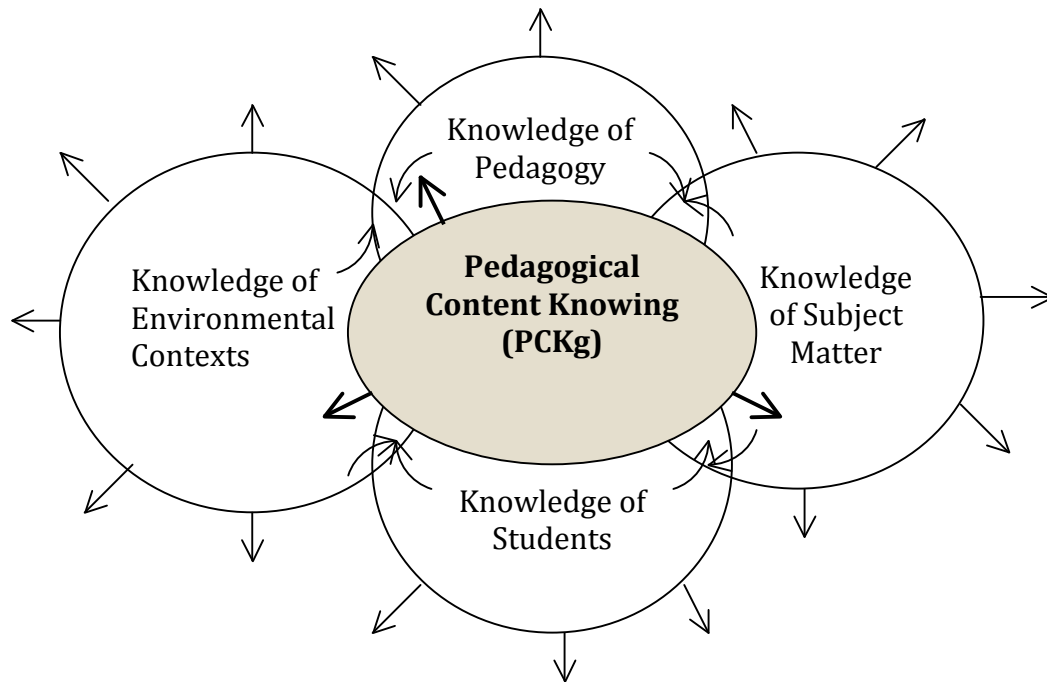 Knowledge of
Pedagogy
Pedagogical
Content Knowing
(PCKg)
Knowledge of
Environmental
Contexts
Knowledge
of Subject
Matter
Knowledge of
Students